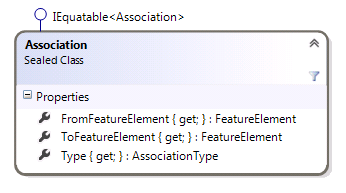 IEquatable<Association>
Association
Sealed Class
Properties
FromFeatureElement { get; } : FeatureElement
ToFeatureElement { get; } : FeatureElement
Type { get; } : AssociationType